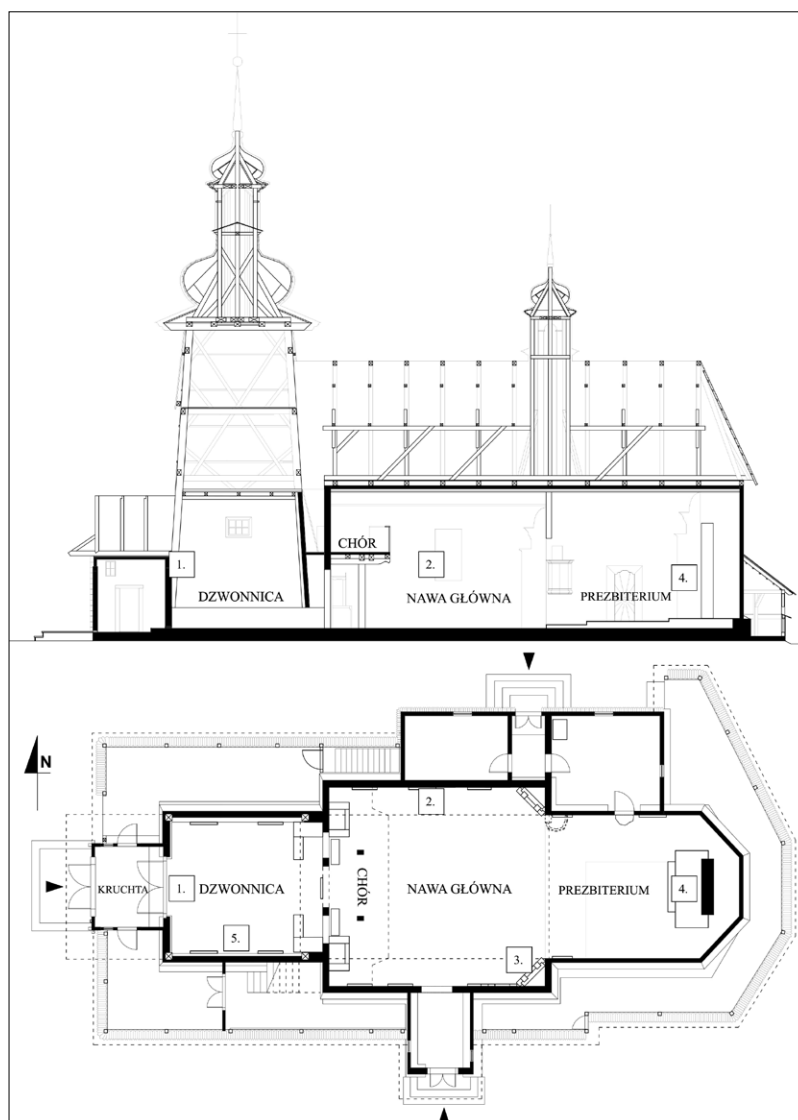 CHÓR
1.
2.
4.
DZWONNICA
NAWA GŁÓWNA
PREZBITERIUM
N
2.
KRUCHTA
1.
DZWONNICA
CHÓR
NAWA GŁÓWNA
PREZBITERIUM
4.
5.
3.